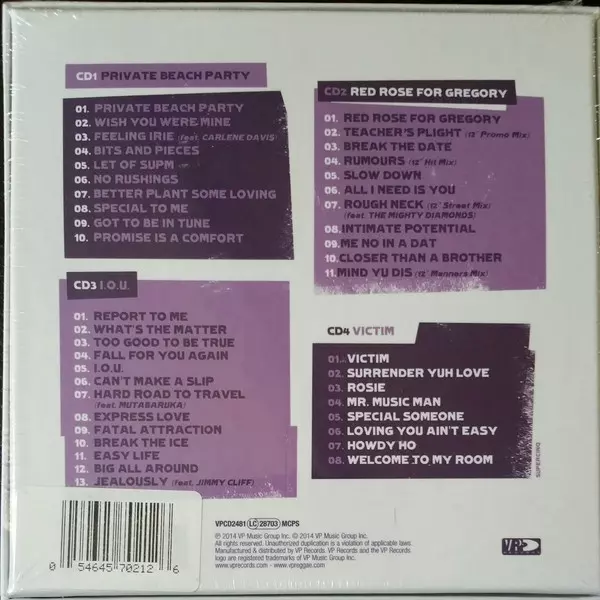 CD1 PRIVATE BEACH PARTY
01. PRIVATE BEACH PARTY
02. WISH YOU WERE MINE
03. FEELING IRIE (feat. CARLENE DAVIS)
04. BITS AND PIECES
05. LET OF SUPM
06. NO RUSHINGS
07. BETTER PLANT SOME LOVING
08. SPECIAL TO ME
09. GOT TO BE IN TUNE
10. PROMISE IS A COMFORT
CD2 RED ROSE FOR GREGORY
01. RED ROSE FOR GREGORY
02. TEACHER'S PLIGHT (12" Promo Mix)
03. BREAK THE DATE
04. RUMOURS (12" Hit Mix)
05. SLOW DOWN
06. ALL I NEED IS YOU
07. ROUGH NECK (12" Street Mix)
(feat. THE MIGHTY DIAMONDS)
08. INTIMATE POTENTIAL
09. ME NO IN A DAT
10. CLOSER THAN A BROTHER
11. MIND YU DIS (12" Menners Mix)
CD3 I.O.U.
01. REPORT TO ME
02. WHAT'S THE MATTER
03. TOO GOOD TO BE TRUE
04. FALL FOR YOU AGAIN
05. I.O.U.
06. CAN'T MAKE A SLIP
07. HARD ROAD TO TRAVEL
(feat. MUTABARUKA)
08. EXPRESS LOVE
09. FATAL ATTRACTION
10. BREAK THE ICE
11. EASY LIFE
12. BIG ALL AROUND
13. JEALOUSLY (feat. JIMMY CLIFF)
CD4 VICTIM
01. VICTIM
02. SURRENDER YUH LOVE
03. ROSIE
04. MR. MUSIC MAN
05. SPECIAL SOMEONE
06. LOVING YOU AIN'T EASY
07. HOWDY HO
08. WELCOME TO MY ROOM
SUPERCINQ
VPCD2481 LC 28703 MCPS
℗ 2014 VP Music Group Inc. © 2014 VP Music Group Inc.
All rights reserved. Unauthorized duplication is a violation of applicable laws.
Manufactured & distributed by VP Records. VP Records and the VP Records
logo are registered trademarks of VP Music Group Inc.
www.vprecords.com - www.vpreggae.com
VP
0 54645 70212 6